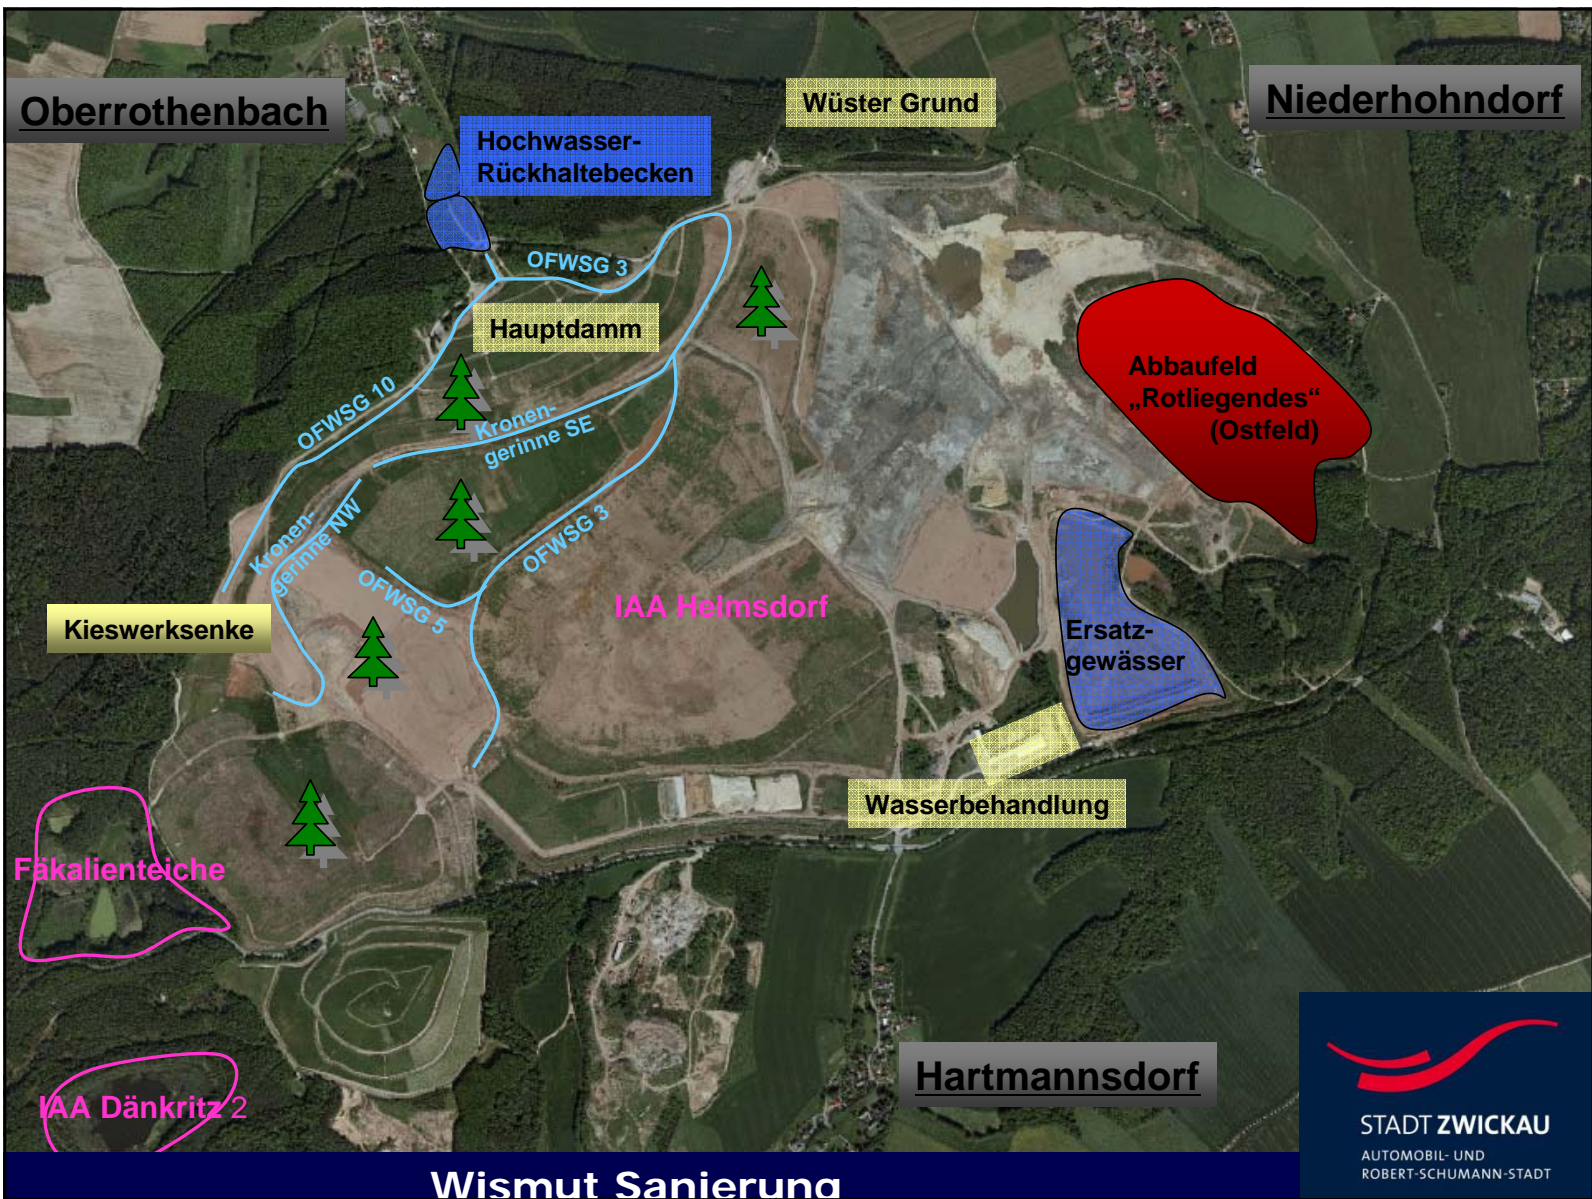 Oberrothenbach
Wüster Grund
Niederhohndorf
Hochwasser-
Rückhaltebecken
OFWSG 3
Hauptdamm
OFWSG 10
Kronen-
gerinne SE
Abbaufeld
„Rotliegendes“
(Ostfeld)
Kronen-
gerinne NW
OFWSG 3
OFWSG 5
IAA Helmsdorf
Kieswerksenke
Ersatz-
gewässer
Wasserbehandlung
Fäkalienteiche
Hartmannsdorf
IAA Dänkritz 2
STADT ZWICKAU
AUTOMOBIL- UND
ROBERT-SCHUMANN-STADT
Wismut Sanierung